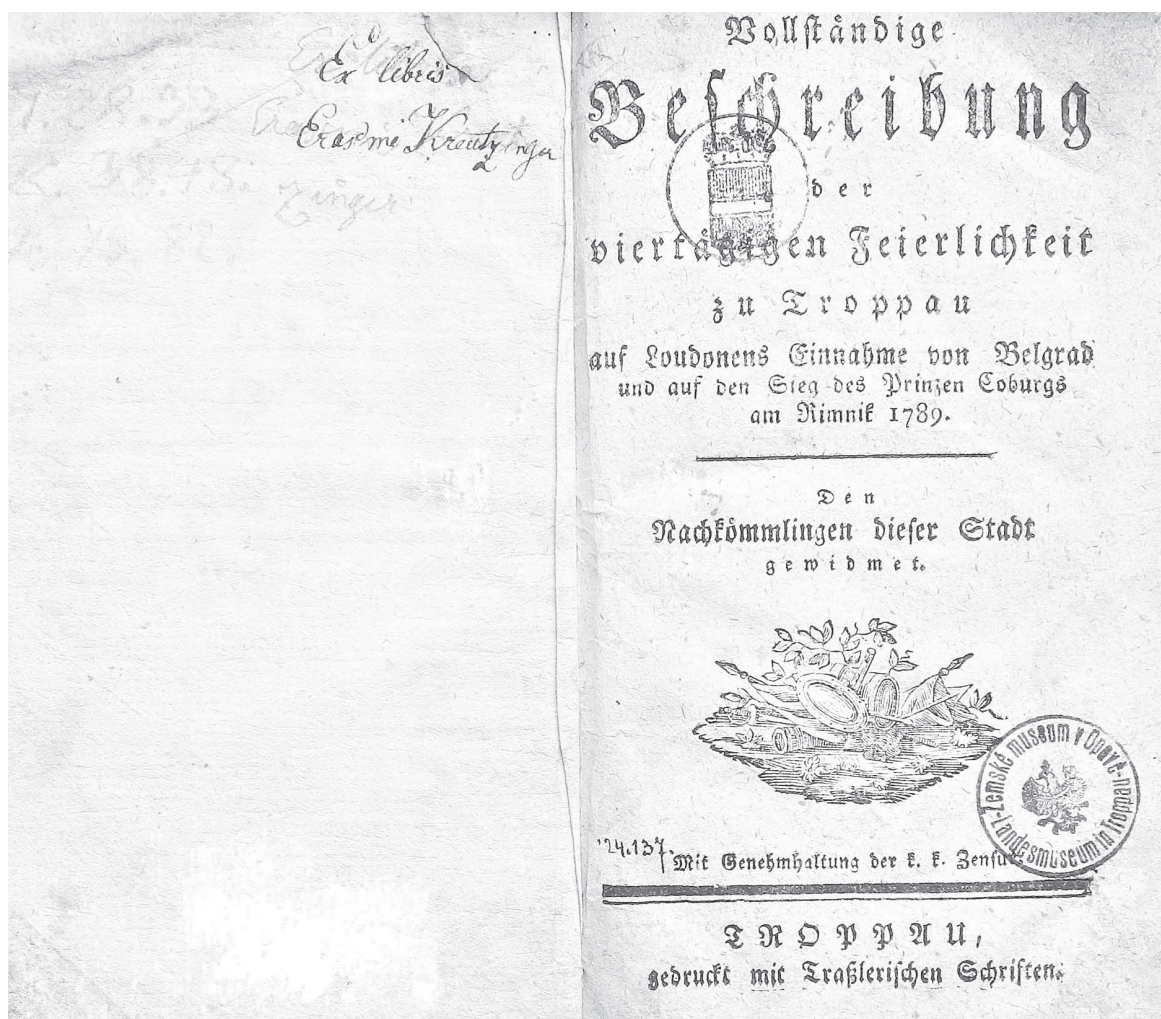 Ex libris
Erasmi Kreutzinger
Vollständige
Beschreibung
der
viertägigen Feierlichkeit
zu Troppau
auf Loudonens Einnahme von Belgrad
und auf den Sieg des Prinzen Coburgs
am Rimnik 1789.
Den
Nachkömmlingen dieser Stadt
gewidmet.
Zemské museum v Opavě
Landesmuseum in Troppau
24.137.
Mit Genehmhaltung der k. k. Zensur.
TROPPAU,
gedruckt mit Traßlerischen Schriften.